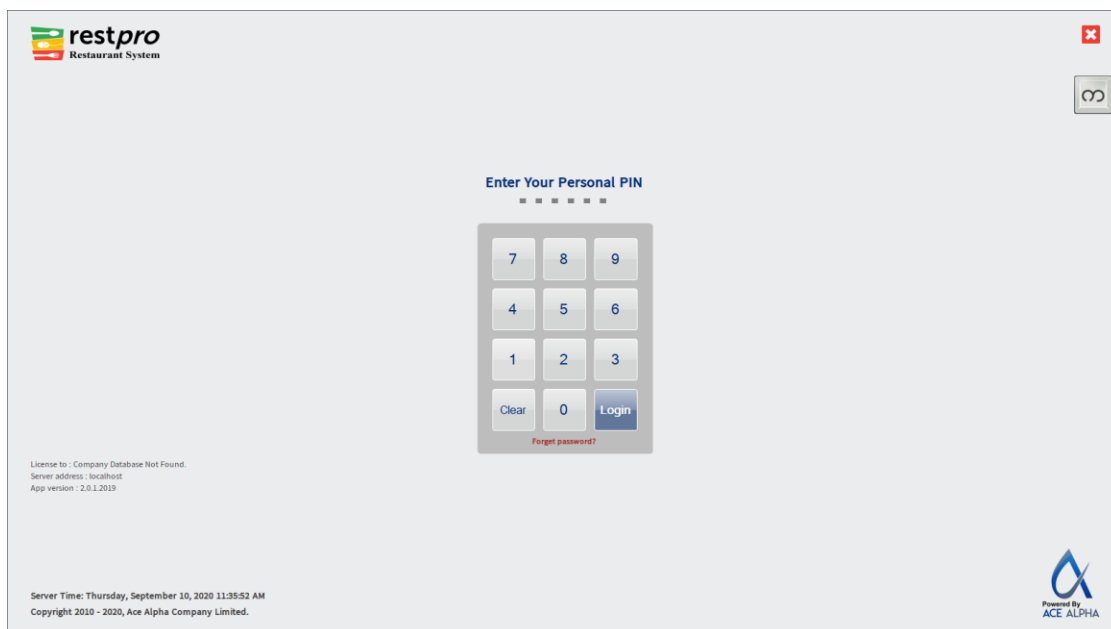 restpro
Restaurant System
Enter Your Personal PIN
7 8 9
4 5 6
1 2 3
Clear 0 Login
Forget password?
License to : Company Database Not Found.
Server address : localhost
App version : 2.0.1.2019
Server Time: Thursday, September 10, 2020 11:35:52 AM
Copyright 2010 - 2020, Ace Alpha Company Limited.
Powered By
ACE ALPHA